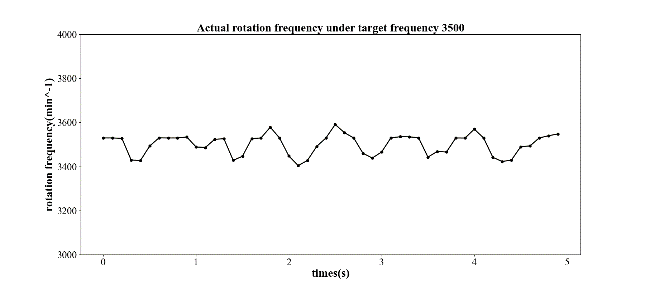 Actual rotation frequency under target frequency 3500
4000
3800
3600
3400
3200
3000
rotation frequency(min^-1)
0 1 2 3 4 5
times(s)